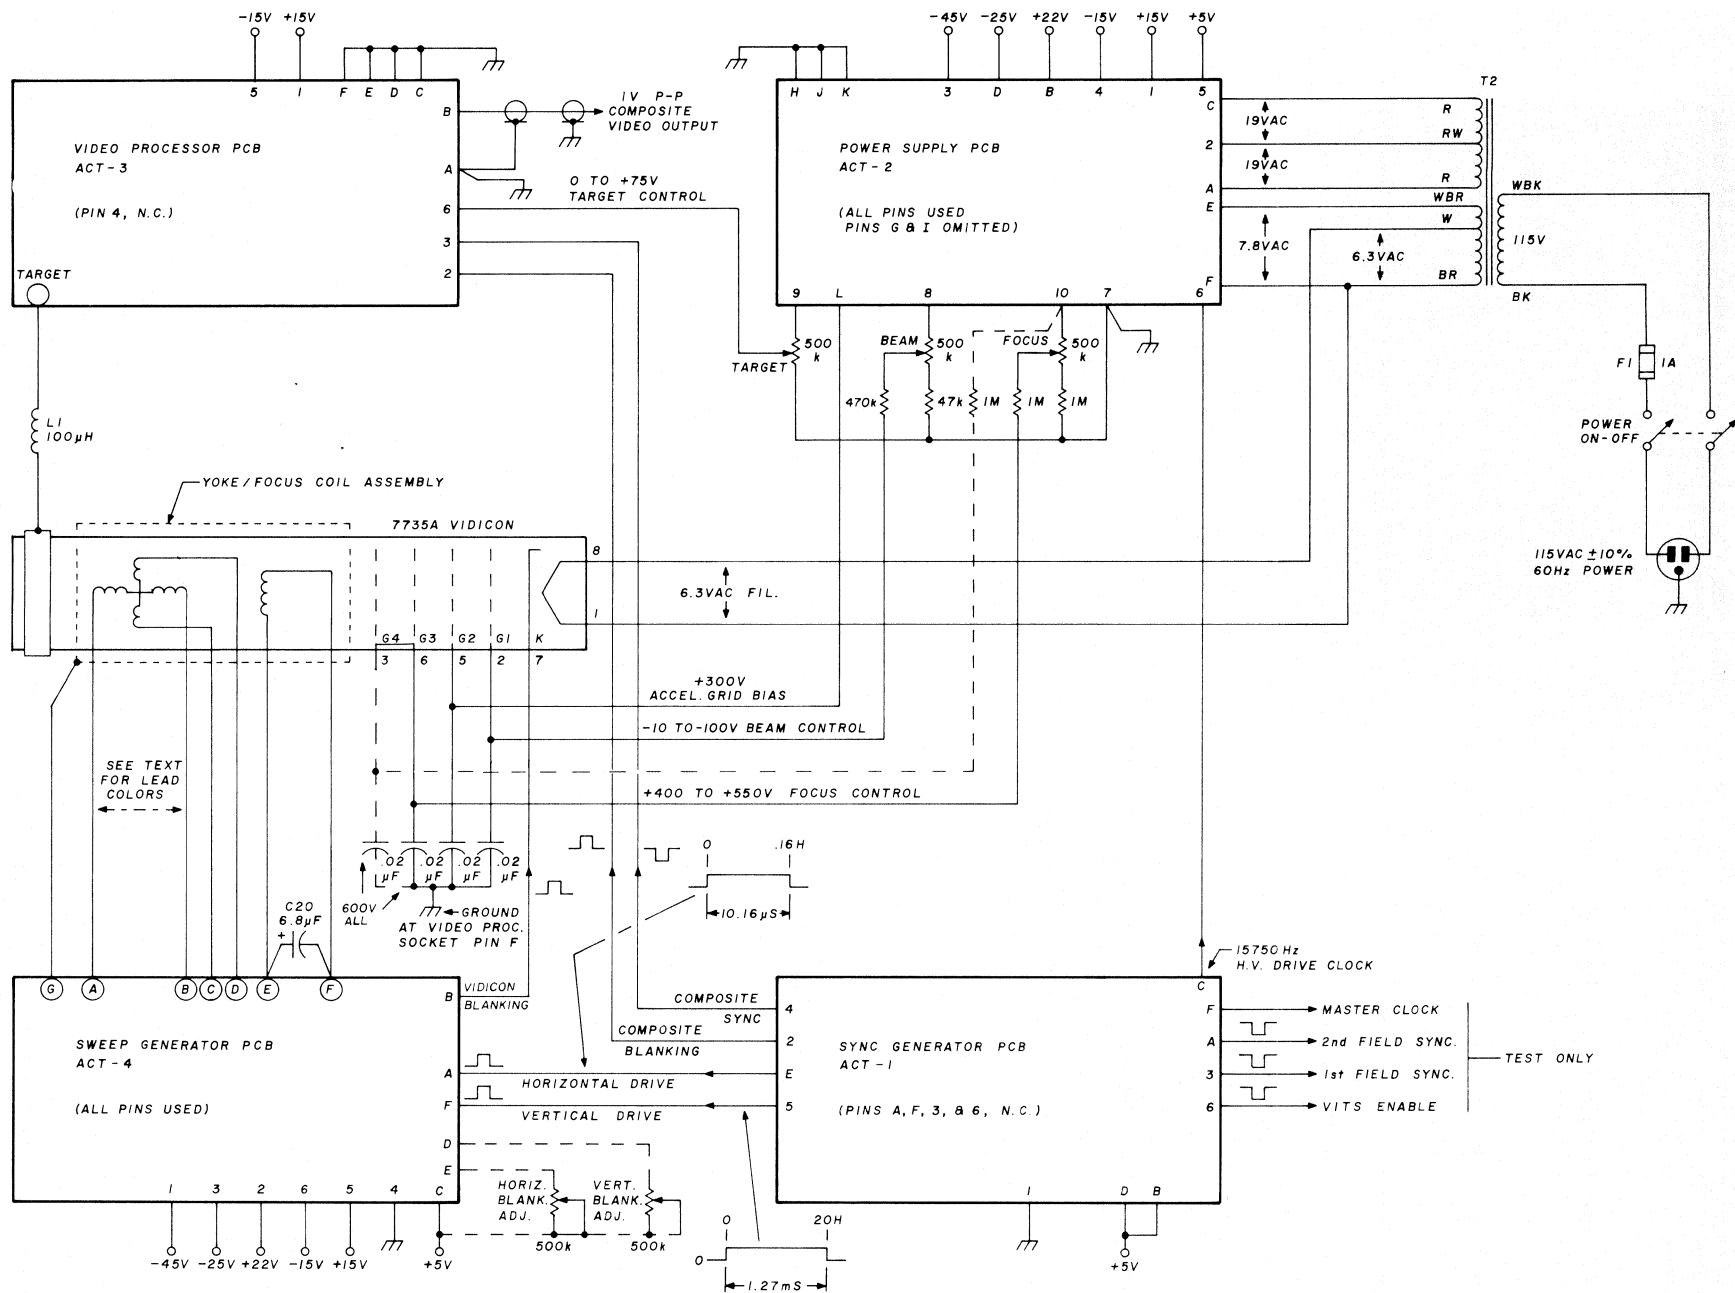 -15V +15V
5 1 F E D C
VIDEO PROCESSOR PCB
ACT-3
(PIN 4, N.C.)
B
A
6
3
2
1V P-P
COMPOSITE
VIDEO OUTPUT
0 TO +75V
TARGET CONTROL
TARGET
L1
100µH
-45V -25V +22V -15V +15V +5V
H J K 3 D B 4 1 5
POWER SUPPLY PCB
ACT-2
(ALL PINS USED
PINS G & I OMITTED)
C
2
A
E
F
9 L 8 10 7 6
T2
19VAC
19VAC
7.8VAC
6.3VAC
R
RW
R
WBR
W
BR
WBK
115V
BK
F1 1A
POWER
ON-OFF
115VAC ±10%
60Hz POWER
500
k
TARGET
BEAM
500
k
FOCUS
500
k
470k
47k
1M
1M
1M
YOKE/FOCUS COIL ASSEMBLY
7735A VIDICON
8
6.3VAC FIL.
1
G4 G3 G2 G1 K
3 6 5 2 7
+300V
ACCEL. GRID BIAS
-10 TO-100V BEAM CONTROL
+400 TO +550V FOCUS CONTROL
SEE TEXT
FOR LEAD
COLORS
.02
µF
.02
µF
.02
µF
.02
µF
600V
ALL
GROUND
AT VIDEO PROC.
SOCKET PIN F
C20
6.8µF
+
0 .16H
10.16µS
15750 Hz
H.V. DRIVE CLOCK
G A B C D E F
SWEEP GENERATOR PCB
ACT-4
(ALL PINS USED)
B
A
F
D
E
C
VIDICON
BLANKING
COMPOSITE
SYNC
COMPOSITE
BLANKING
HORIZONTAL DRIVE
VERTICAL DRIVE
4
2
E
5
SYNC GENERATOR PCB
ACT-1
(PINS A, F, 3, & 6, N.C.)
C
F
A
3
6
MASTER CLOCK
2nd FIELD SYNC.
1st FIELD SYNC.
VITS ENABLE
TEST ONLY
1 D B
+5V
HORIZ.
BLANK.
ADJ.
500k
VERT.
BLANK.
ADJ.
500k
1 3 2 6 5 4
-45V -25V +22V -15V +15V +5V
0 20H
0
1.27mS